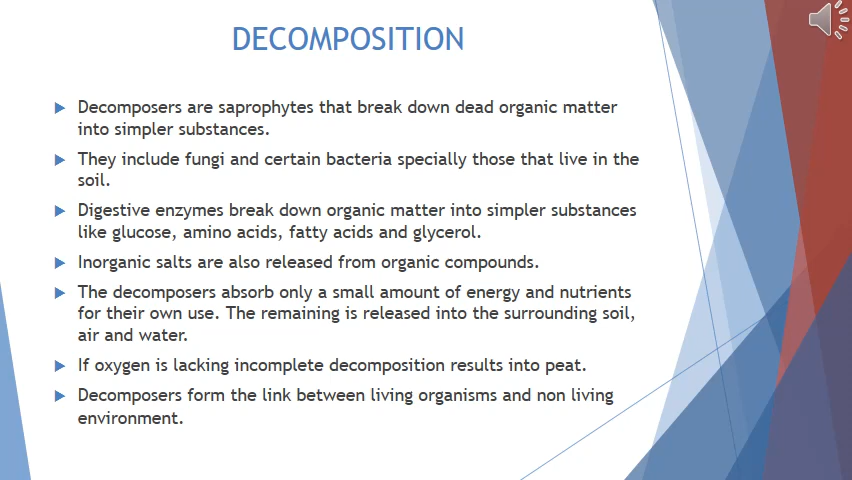 DECOMPOSITION
Decomposers are saprophytes that break down dead organic matter
into simpler substances.
They include fungi and certain bacteria specially those that live in the
soil.
Digestive enzymes break down organic matter into simpler substances
like glucose, amino acids, fatty acids and glycerol.
Inorganic salts are also released from organic compounds.
The decomposers absorb only a small amount of energy and nutrients
for their own use. The remaining is released into the surrounding soil,
air and water.
If oxygen is lacking incomplete decomposition results into peat.
Decomposers form the link between living organisms and non living
environment.